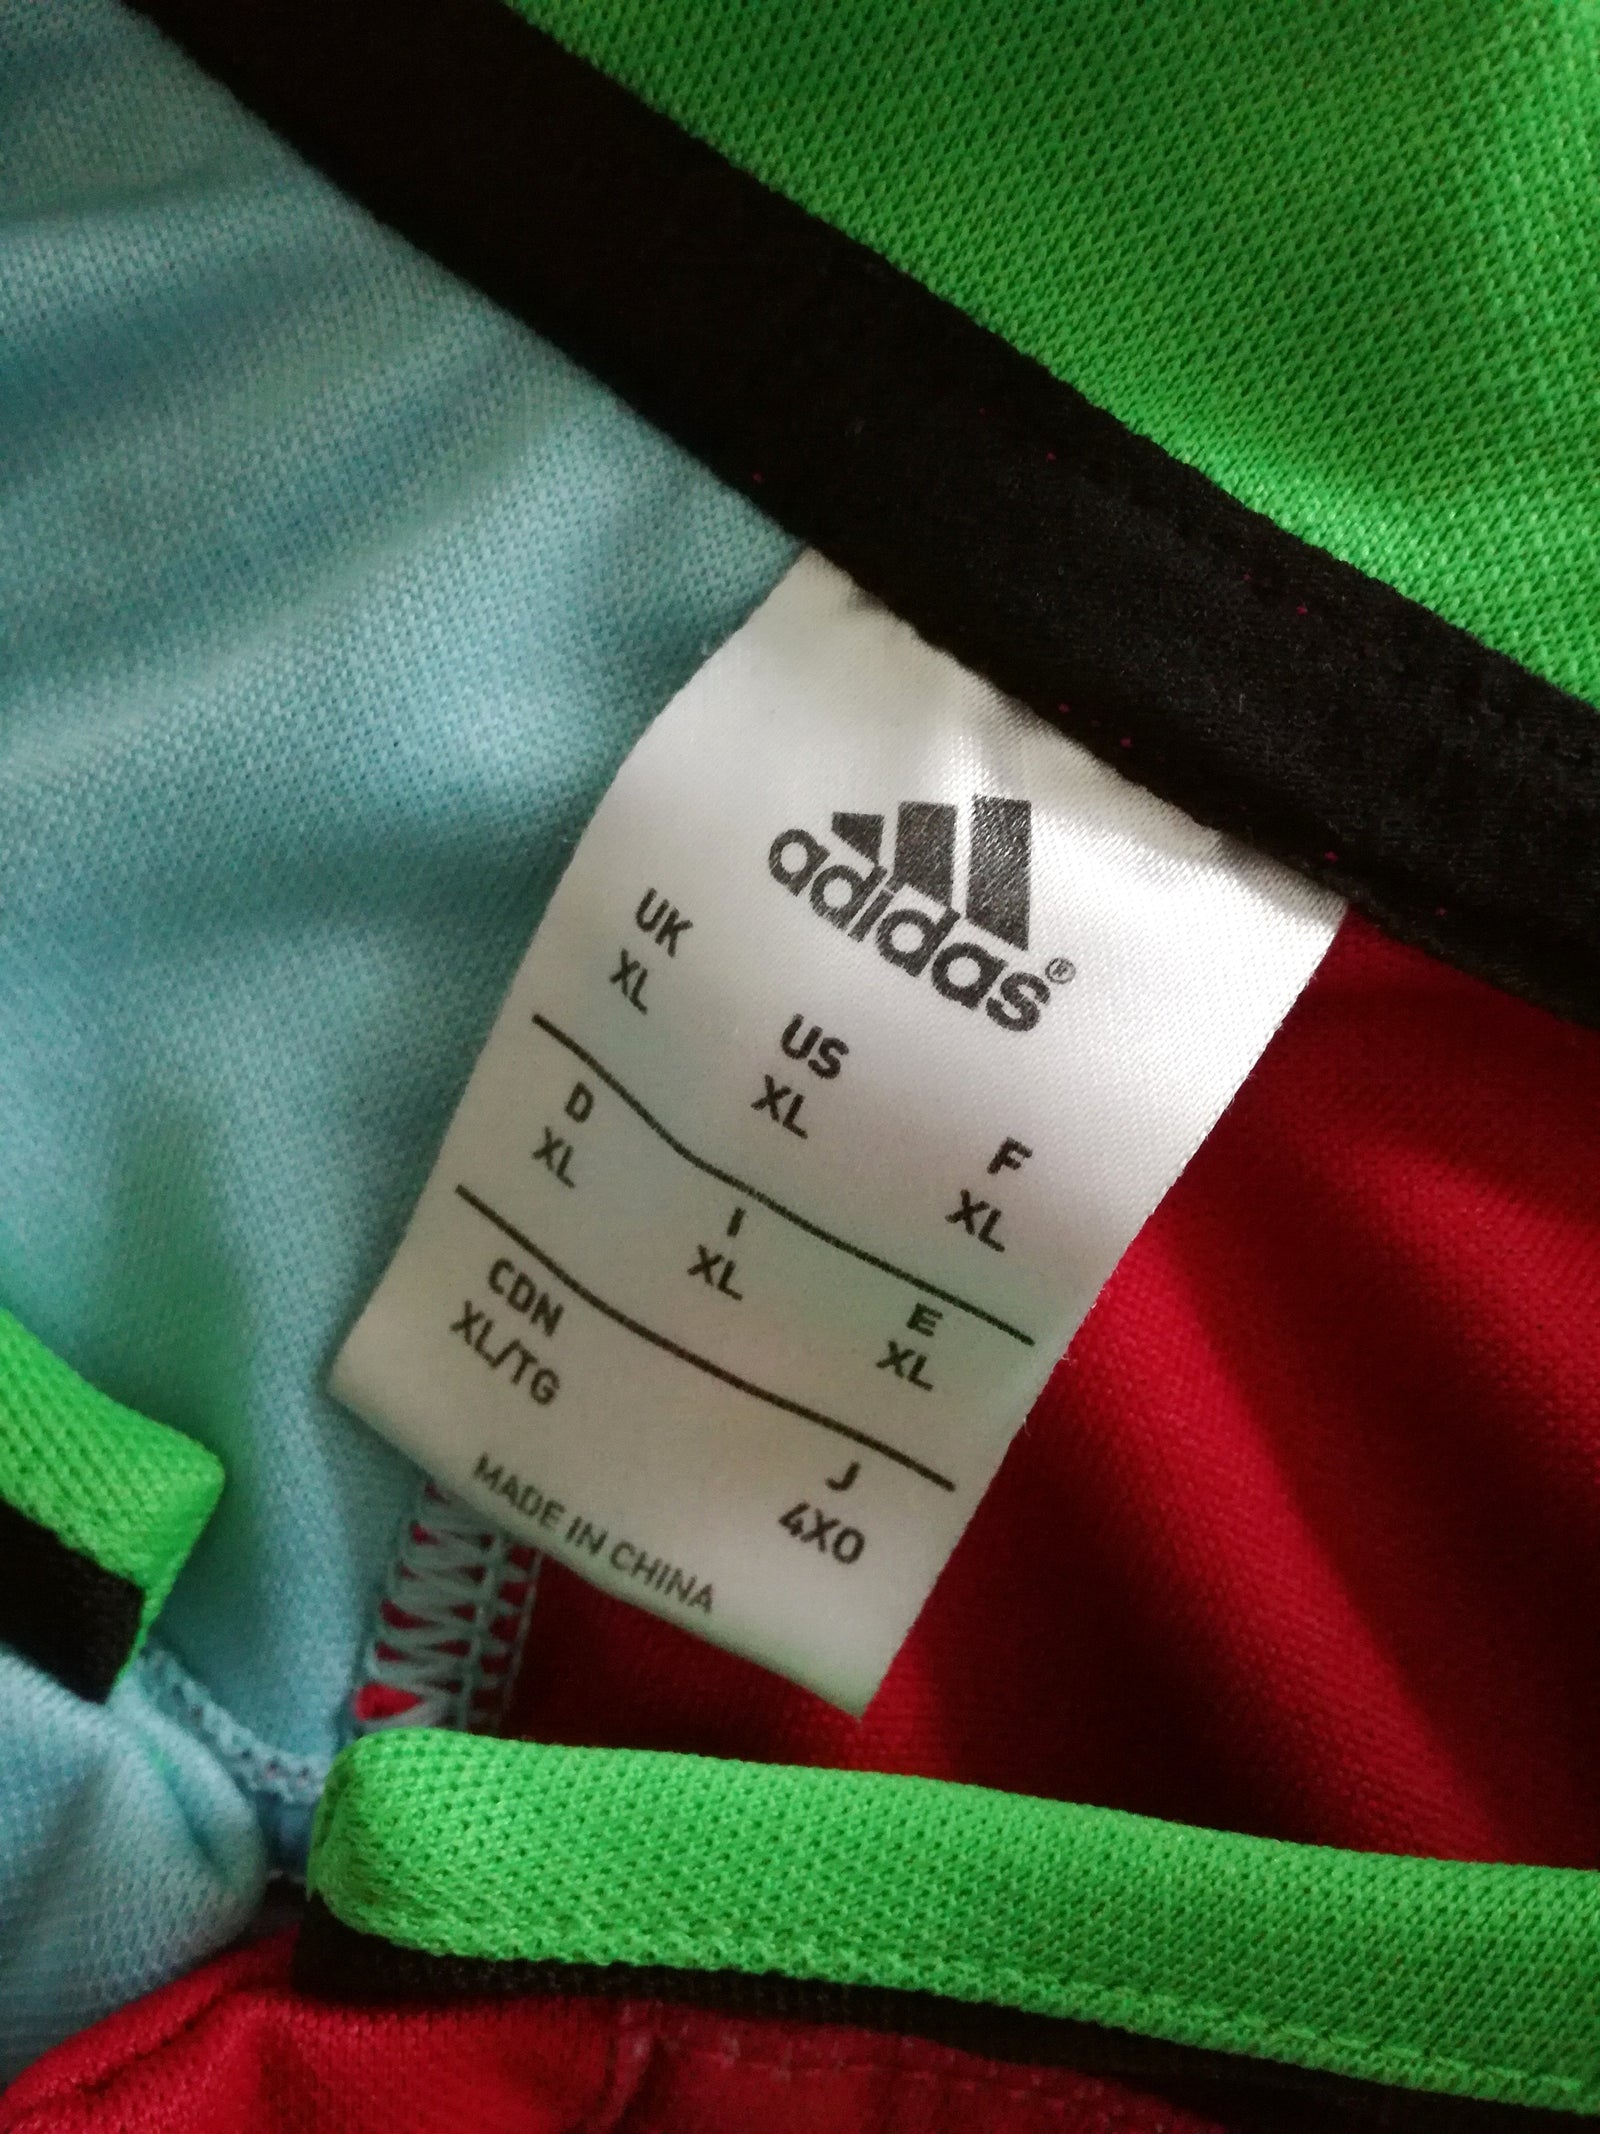 adidas®
UK US F
XL XL XL
D I E
XL XL XL
CDN J
XL/TG 4XO
MADE IN CHINA